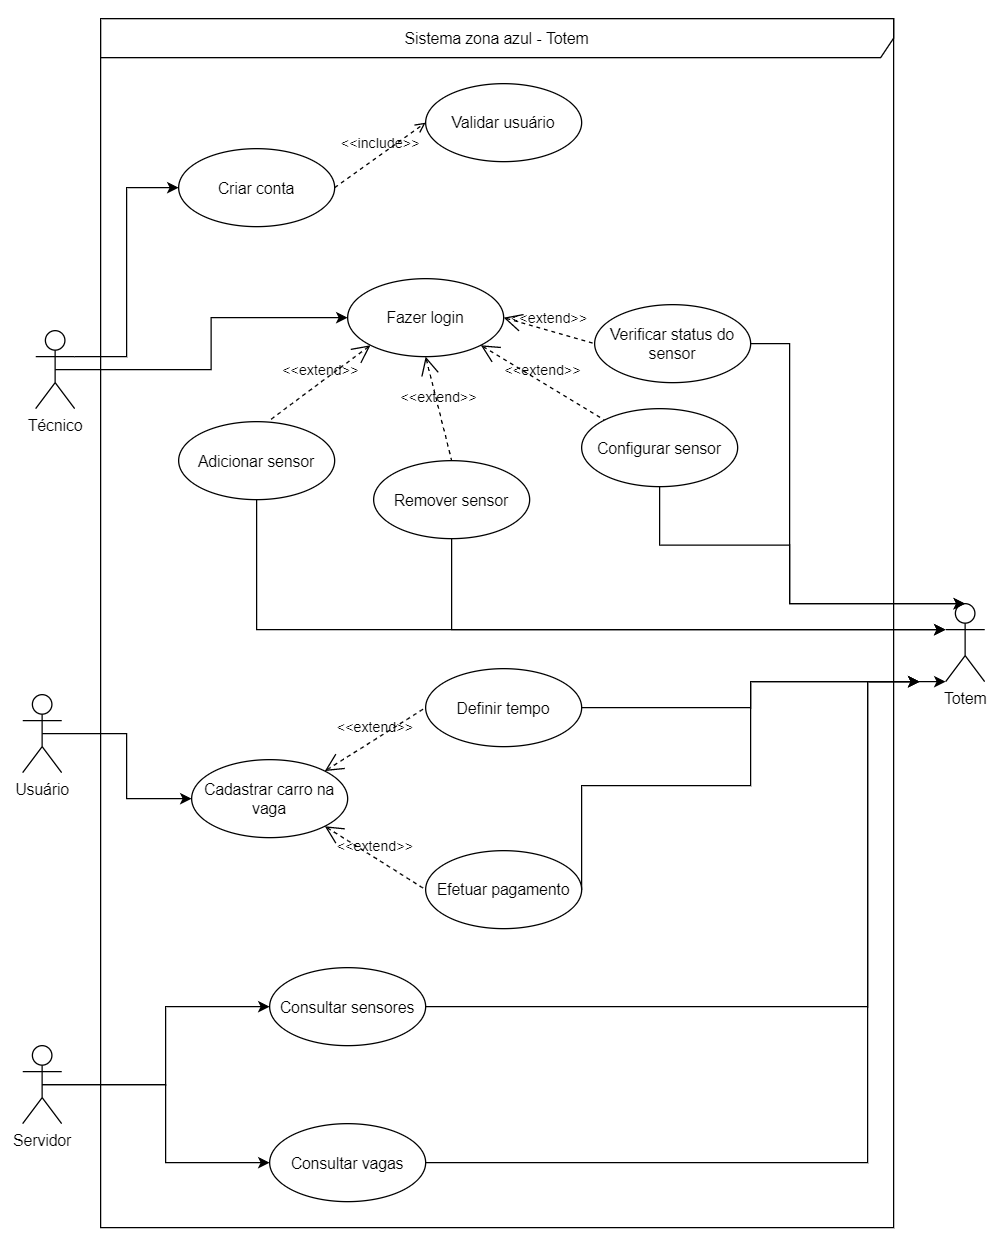 Sistema zona azul - Totem
Validar usuário
<<include>>
Criar conta
Fazer login
<<extend>>
Verificar status do
sensor
<<extend>>
<<extend>>
<<extend>>
Técnico
Adicionar sensor
Configurar sensor
Remover sensor
Totem
Definir tempo
<<extend>>
Usuário
Cadastrar carro na
vaga
<<extend>>
Efetuar pagamento
Consultar sensores
Servidor
Consultar vagas